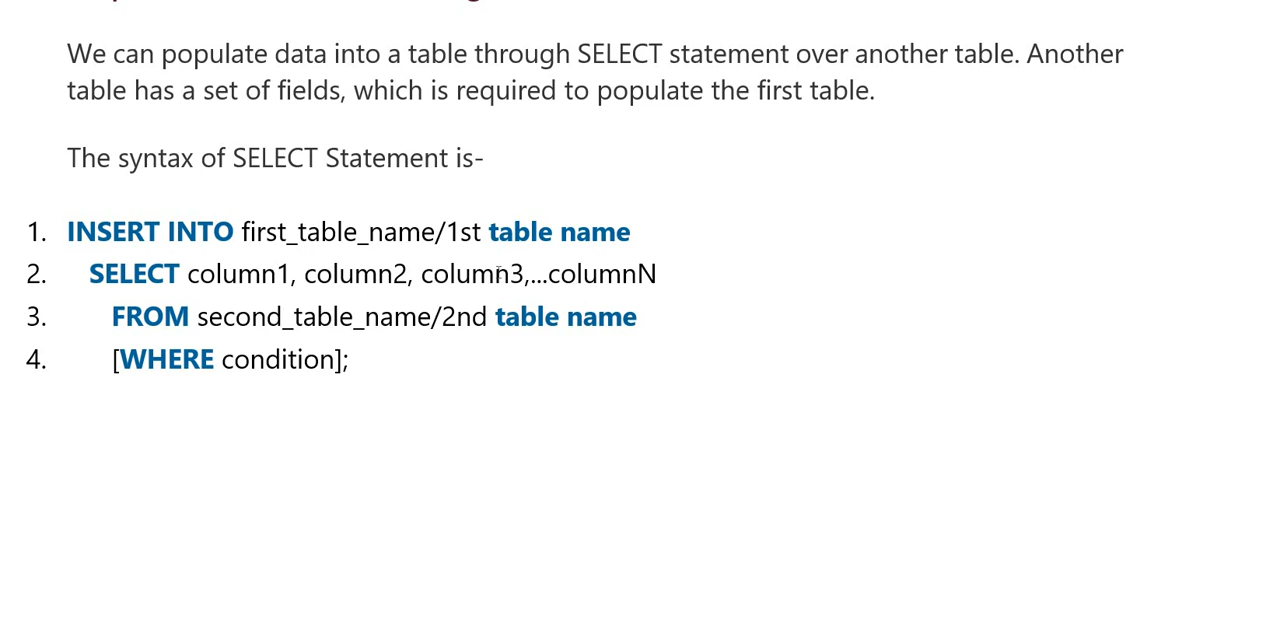 We can populate data into a table through SELECT statement over another table. Another
table has a set of fields, which is required to populate the first table.
The syntax of SELECT Statement is-
1. INSERT INTO first_table_name/1st table name
2. SELECT column1, column2, column3,...columnN
3. FROM second_table_name/2nd table name
4. [WHERE condition];